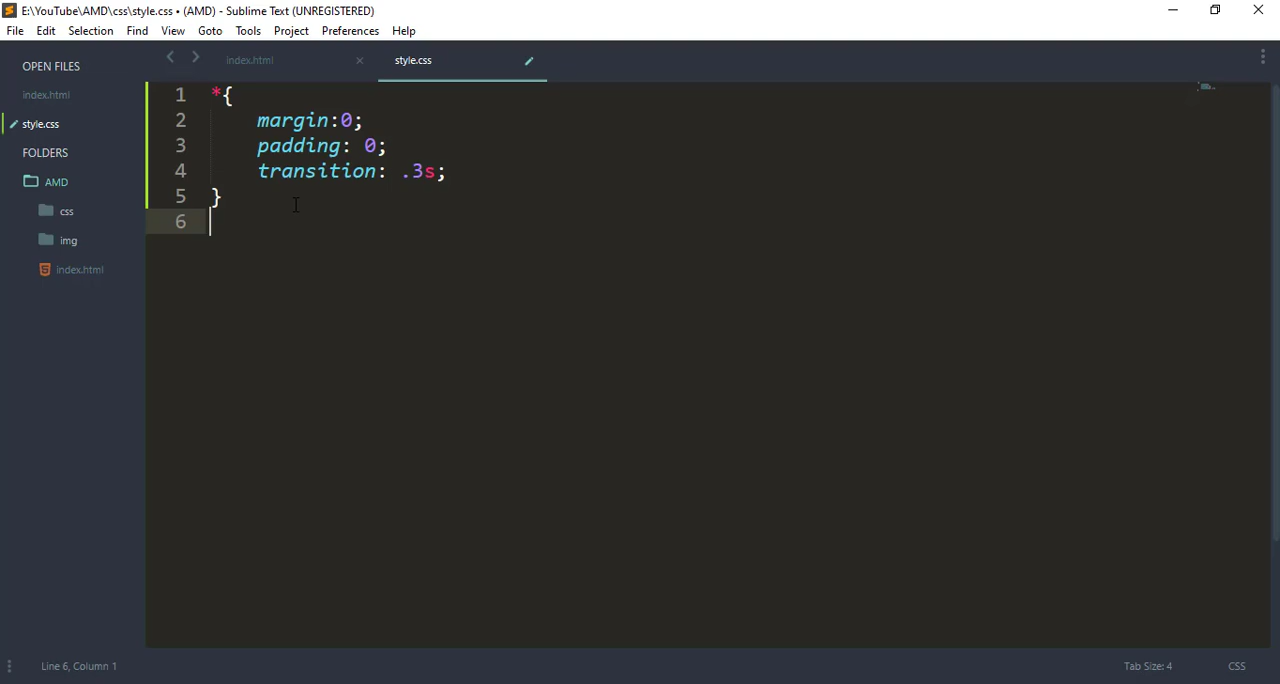 E:\YouTube\AMD\css\style.css • (AMD) - Sublime Text (UNREGISTERED)
File Edit Selection Find View Goto Tools Project Preferences Help
OPEN FILES
index.html
style.css
FOLDERS
AMD
css
img
index.html
index.html style.css
1 *{
2 margin:0;
3 padding: 0;
4 transition: .3s;
5 }
6
Line 6, Column 1
Tab Size: 4
CSS